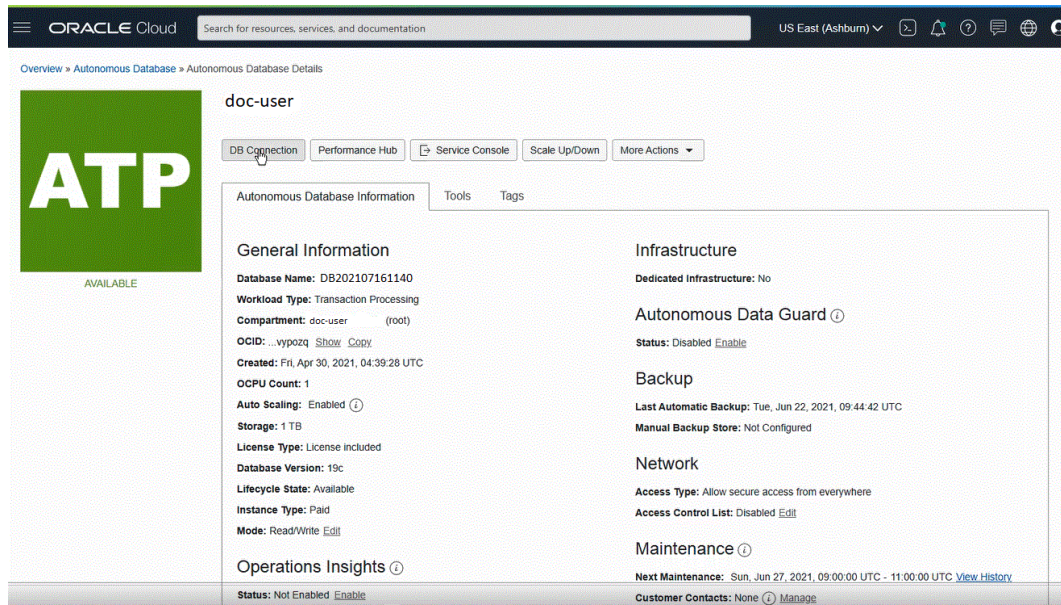 ORACLE Cloud
Search for resources, services, and documentation
US East (Ashburn)
Overview » Autonomous Database » Autonomous Database Details
ATP
AVAILABLE
doc-user
DB Connection
Performance Hub
Service Console
Scale Up/Down
More Actions
Autonomous Database Information
Tools
Tags
General Information
Database Name: DB202107161140
Workload Type: Transaction Processing
Compartment: doc-user (root)
OCID: ...vypozq Show Copy
Created: Fri, Apr 30, 2021, 04:39:28 UTC
OCPU Count: 1
Auto Scaling: Enabled
Storage: 1 TB
License Type: License included
Database Version: 19c
Lifecycle State: Available
Instance Type: Paid
Mode: Read/Write Edit
Operations Insights
Status: Not Enabled Enable
Infrastructure
Dedicated Infrastructure: No
Autonomous Data Guard
Status: Disabled Enable
Backup
Last Automatic Backup: Tue, Jun 22, 2021, 09:44:42 UTC
Manual Backup Store: Not Configured
Network
Access Type: Allow secure access from everywhere
Access Control List: Disabled Edit
Maintenance
Next Maintenance: Sun, Jun 27, 2021, 09:00:00 UTC - 11:00:00 UTC View History
Customer Contacts: None Manage